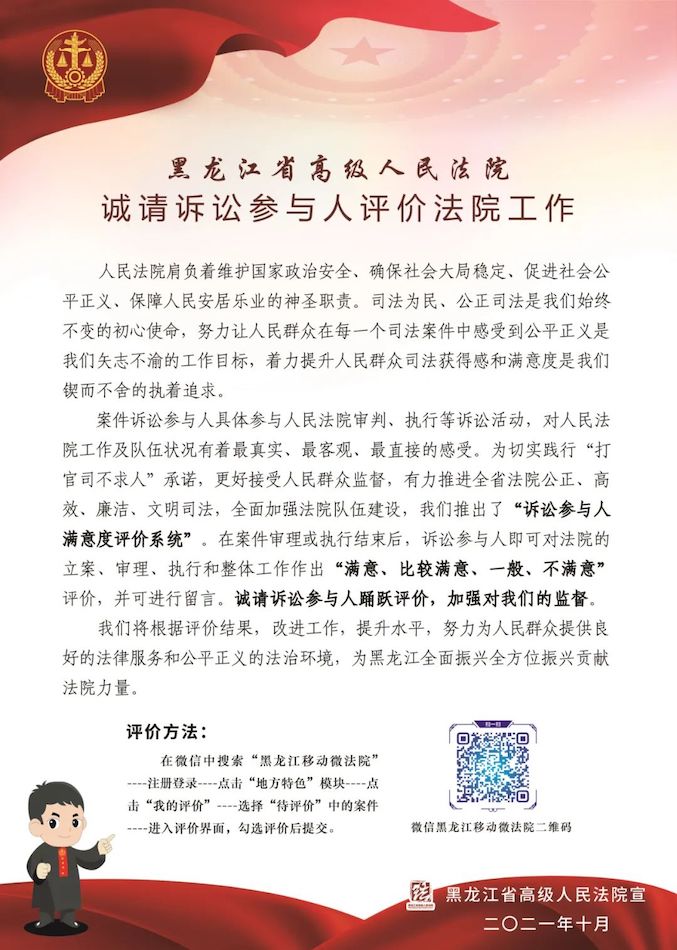 黑龙江省高级人民法院
诚请诉讼参与人评价法院工作
人民法院肩负着维护国家政治安全、确保社会大局稳定、促进社会公
平正义、保障人民安居乐业的神圣职责。司法为民、公正司法是我们始终
不变的初心使命，努力让人民群众在每一个司法案件中感受到公平正义是
我们矢志不渝的工作目标，着力提升人民群众司法获得感和满意度是我们
锲而不舍的执着追求。
案件诉讼参与人具体参与人民法院审判、执行等诉讼活动，对人民法
院工作及队伍状况有着最真实、最客观、最直接的感受。为切实践行“打
官司不求人”承诺，更好接受人民群众监督，有力推进全省法院公正、高
效、廉洁、文明司法，全面加强法院队伍建设，我们推出了“诉讼参与人
满意度评价系统”。在案件审理或执行结束后，诉讼参与人即可对法院的
立案、审理、执行和整体工作作出“满意、比较满意、一般、不满意”
评价，并可进行留言。诚请诉讼参与人踊跃评价，加强对我们的监督。
我们将根据评价结果，改进工作，提升水平，努力为人民群众提供良
好的法律服务和公平正义的法治环境，为黑龙江全面振兴全方位振兴贡献
法院力量。
评价方法：
在微信中搜索“黑龙江移动微法院”
----注册登录----点击“地方特色”模块----点
击“我的评价”----选择“待评价”中的案件
----进入评价界面，勾选评价后提交。
扫一扫
微信黑龙江移动微法院二维码
黑龙江省高级人民法院宣
二〇二一年十月